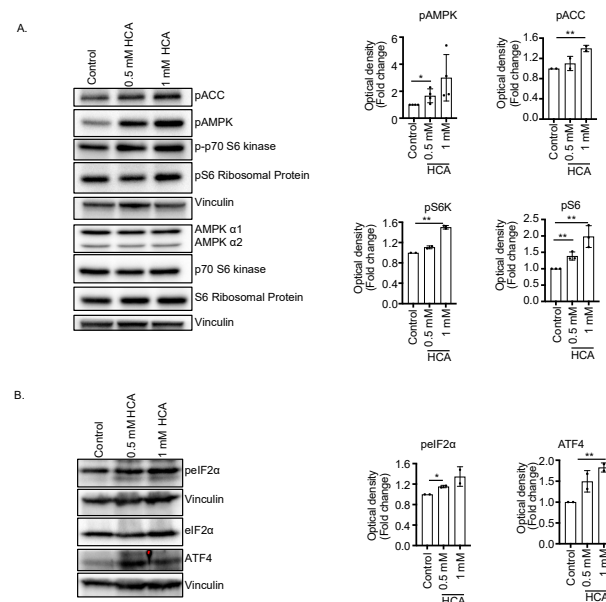 A.
Control
0.5 mM HCA
1 mM HCA
pACC
pAMPK
p-p70 S6 kinase
pS6 Ribosomal Protein
Vinculin
AMPK α1
AMPK α2
p70 S6 kinase
S6 Ribosomal Protein
Vinculin
pAMPK
Optical density
(Fold change)
6
4
2
0
*
Control
0.5 mM
1 mM
HCA
pACC
Optical density
(Fold change)
1.6
1.2
0.8
0.4
0.0
**
Control
0.5 mM
1 mM
HCA
pS6K
Optical density
(Fold change)
1.6
1.2
0.8
0.4
0.0
**
Control
0.5 mM
1 mM
HCA
pS6
Optical density
(Fold change)
2.5
2.0
1.5
1.0
0.5
0.0
**
**
Control
0.5 mM
1 mM
HCA
B.
Control
0.5 mM HCA
1 mM HCA
peIF2α
Vinculin
eIF2α
ATF4
Vinculin
peIF2α
Optical density
(Fold change)
1.6
1.2
0.8
0.4
0.0
*
Control
0.5 mM
1 mM
HCA
ATF4
Optical density
(Fold change)
2.0
1.5
1.0
0.5
0.0
**
Control
0.5 mM
1 mM
HCA